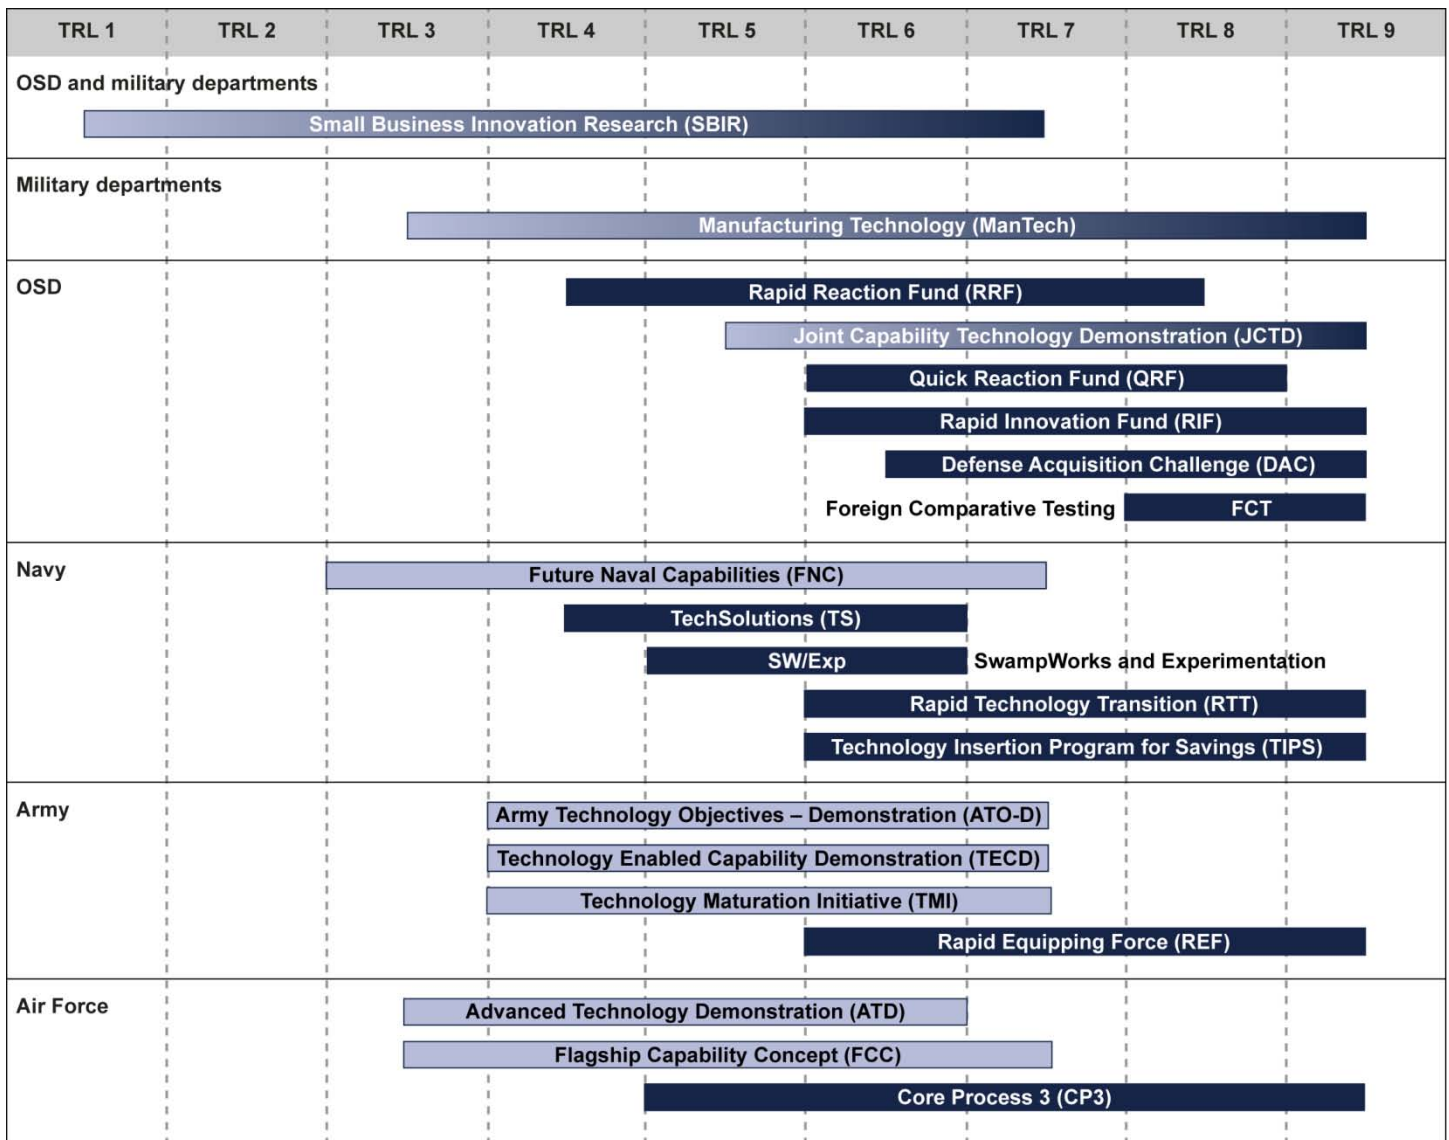 TRL 1 TRL 2 TRL 3 TRL 4 TRL 5 TRL 6 TRL 7 TRL 8 TRL 9
OSD and military departments
Small Business Innovation Research (SBIR)
Military departments
Manufacturing Technology (ManTech)
OSD
Rapid Reaction Fund (RRF)
Joint Capability Technology Demonstration (JCTD)
Quick Reaction Fund (QRF)
Rapid Innovation Fund (RIF)
Defense Acquisition Challenge (DAC)
Foreign Comparative Testing FCT
Navy
Future Naval Capabilities (FNC)
TechSolutions (TS)
SW/Exp SwampWorks and Experimentation
Rapid Technology Transition (RTT)
Technology Insertion Program for Savings (TIPS)
Army
Army Technology Objectives – Demonstration (ATO-D)
Technology Enabled Capability Demonstration (TECD)
Technology Maturation Initiative (TMI)
Rapid Equipping Force (REF)
Air Force
Advanced Technology Demonstration (ATD)
Flagship Capability Concept (FCC)
Core Process 3 (CP3)